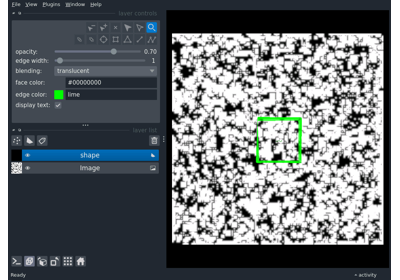 File View Plugins Window Help
layer controls
opacity: 0.70
edge width: 1
blending: translucent
face color: #00000000
edge color: lime
display text:
layer list
shape
Image
Ready
activity